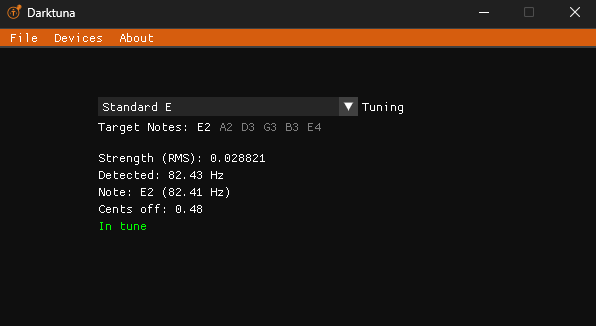 Darktuna
File Devices About
Standard E Tuning
Target Notes: E2 A2 D3 G3 B3 E4
Strength (RMS): 0.028821
Detected: 82.43 Hz
Note: E2 (82.41 Hz)
Cents off: 0.48
In tune